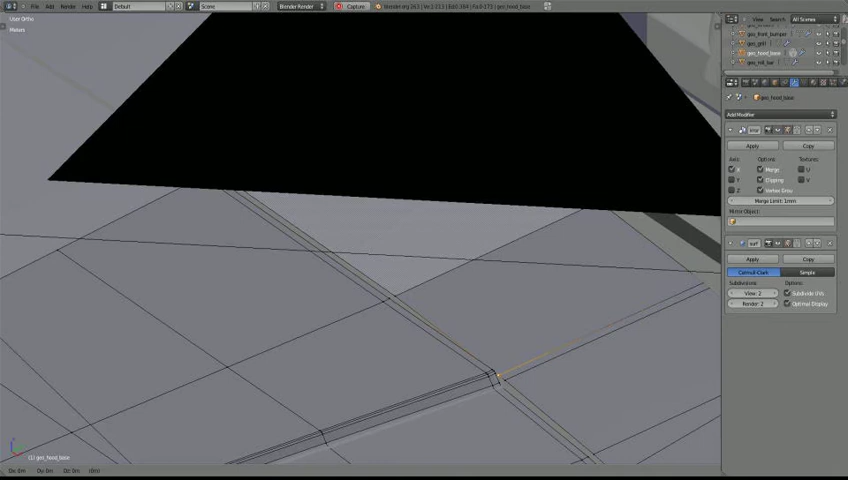 File Add Render Help Default Scene Blender Render Capture
User Ortho
Meters
View Search All Scenes
geo_front_bumper
geo_grill
geo_hood_base
geo_roll_bar
geo_hood_base
Add Modifier
Apply Copy
Axis: Options: Textures:
X Merge U
Y Clipping V
Z Vertex Grou
Merge Limit: 1mm
Mirror Object:
Apply Copy
Catmull-Clark Simple
Subdivisions: Options:
View: 2 Subdivide UVs
Render: 2 Optimal Display
(1) geo_hood_base